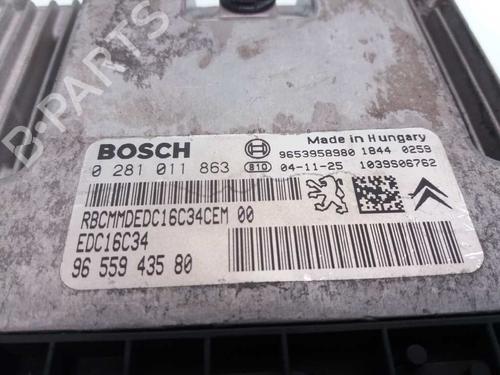 B-PARTS
BOSCH
Made in Hungary
0 281 011 863
9653958980 1844 0259
810 04-11-25 1039S06762
RBCMMDEDC16C34CEM 00
EDC16C34
96 559 435 80